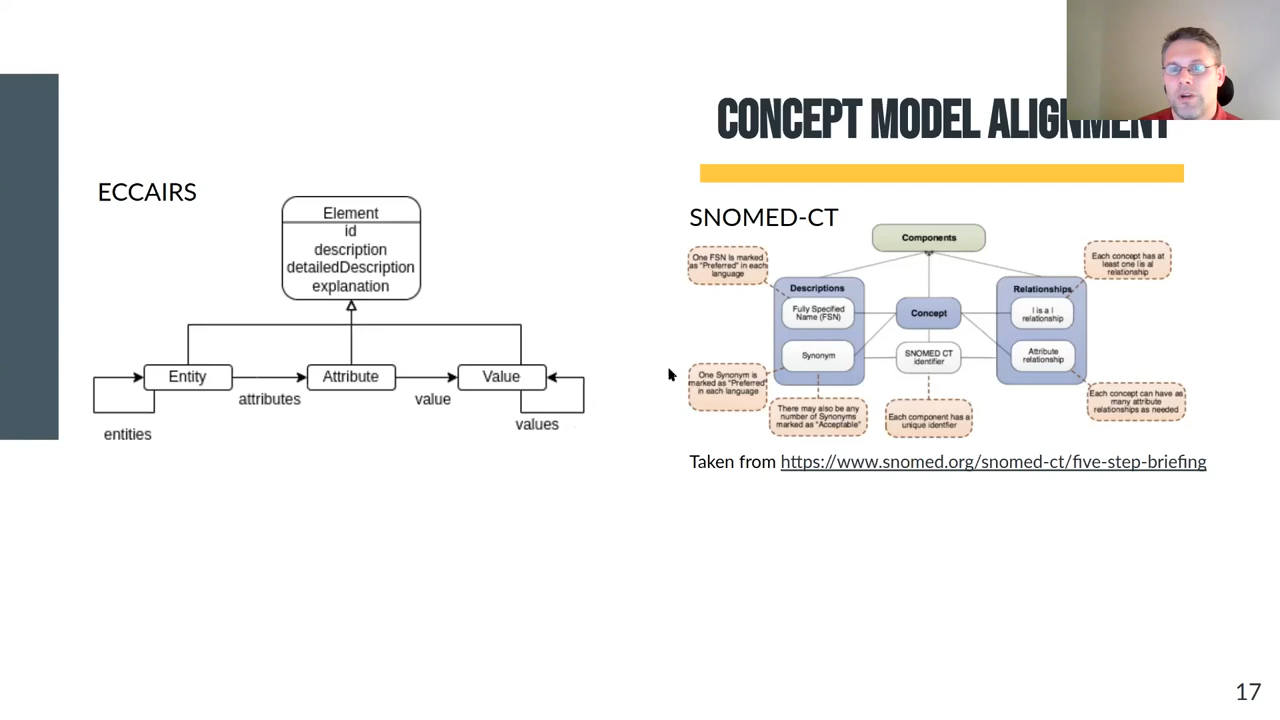 CONCEPT MODEL ALIGNMENT
ECCAIRS
Element
id
description
detailedDescription
explanation
Entity
Attribute
Value
attributes
value
entities
values
SNOMED-CT
Components
One FSN is marked
as "Preferred" in each
language
Each concept has at
least one |is a|
relationship
Descriptions
Fully Specified
Name (FSN)
Synonym
Concept
SNOMED CT
identifier
Relationships
| is a |
relationship
Attribute
relationship
One Synonym is
marked as "Preferred"
in each language
There may also be any
number of Synonyms
marked as "Acceptable"
Each component has a
unique identifier
Each concept can have as
many attribute
relationships as needed
Taken from https://www.snomed.org/snomed-ct/five-step-briefing
17